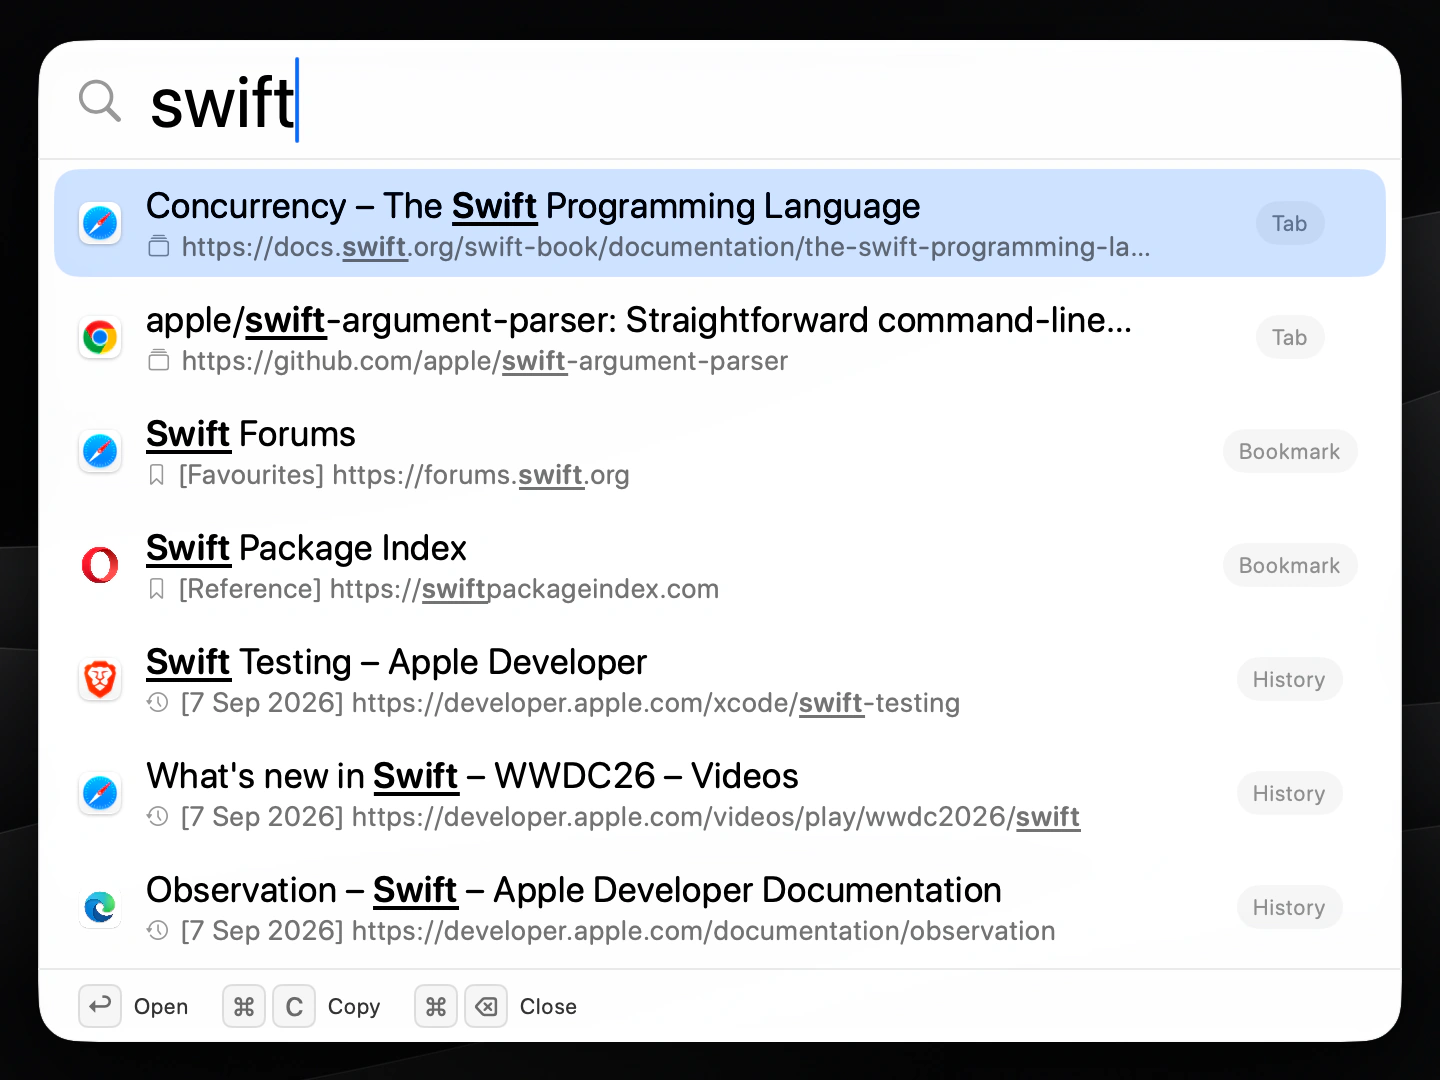 swift
Concurrency – The Swift Programming Language
https://docs.swift.org/swift-book/documentation/the-swift-programming-la...
Tab
apple/swift-argument-parser: Straightforward command-line...
https://github.com/apple/swift-argument-parser
Tab
Swift Forums
[Favourites] https://forums.swift.org
Bookmark
Swift Package Index
[Reference] https://swiftpackageindex.com
Bookmark
Swift Testing – Apple Developer
[7 Sep 2026] https://developer.apple.com/xcode/swift-testing
History
What's new in Swift – WWDC26 – Videos
[7 Sep 2026] https://developer.apple.com/videos/play/wwdc2026/swift
History
Observation – Swift – Apple Developer Documentation
[7 Sep 2026] https://developer.apple.com/documentation/observation
History
Open ⌘ C Copy ⌘ Close